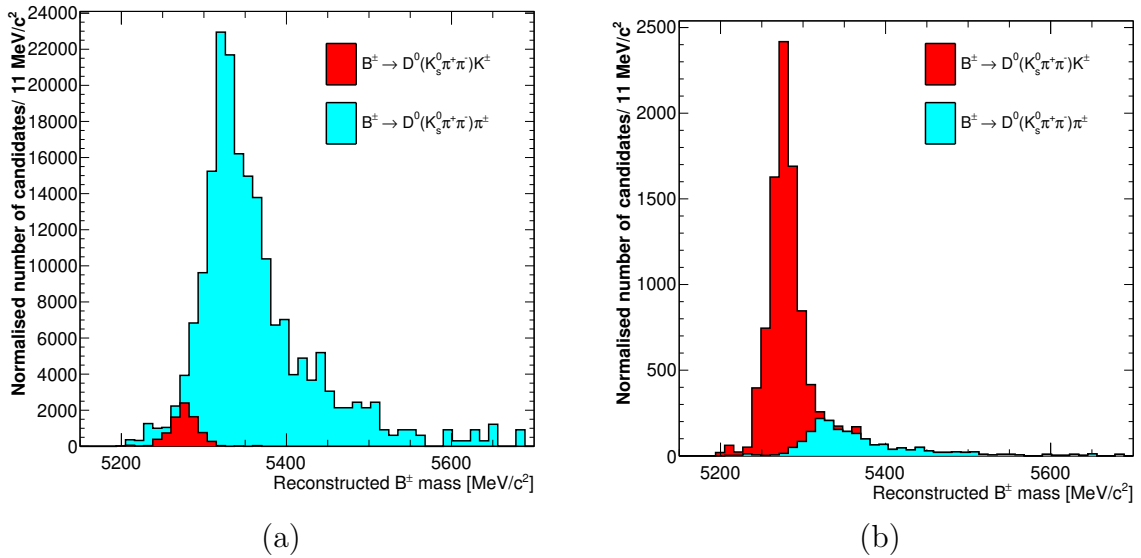 Normalised number of candidates/ 11 MeV/c²
24000
22000
20000
18000
16000
14000
12000
10000
8000
6000
4000
2000
0
B± → D⁰(K⁰ₛπ⁺π⁻)K±
B± → D⁰(K⁰ₛπ⁺π⁻)π±
5200 5400 5600
Reconstructed B± mass [MeV/c²]
(a)
Normalised number of candidates/ 11 MeV/c²
2500
2000
1500
1000
500
0
B± → D⁰(K⁰ₛπ⁺π⁻)K±
B± → D⁰(K⁰ₛπ⁺π⁻)π±
5200 5400 5600
Reconstructed B± mass [MeV/c²]
(b)